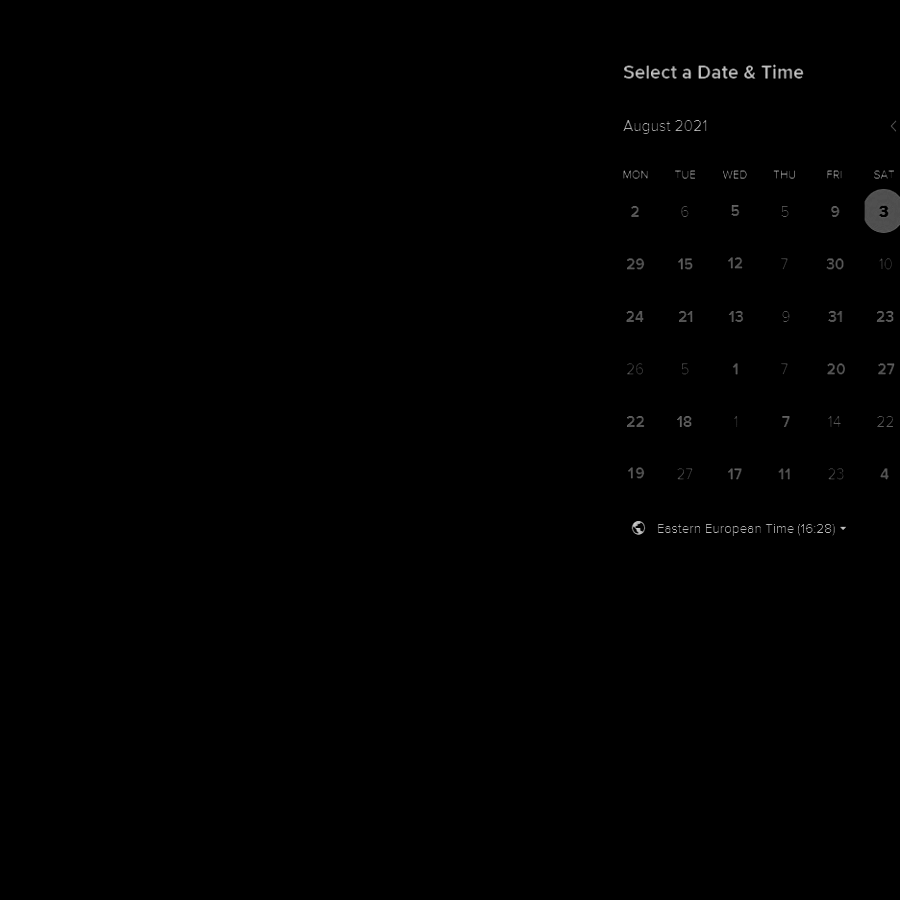 Select a Date & Time
August 2021
MON TUE WED THU FRI SAT
2 6 5 5 9 3
29 15 12 7 30 10
24 21 13 9 31 23
26 5 1 7 20 27
22 18 1 7 14 22
19 27 17 11 23 4
Eastern European Time (16:28)